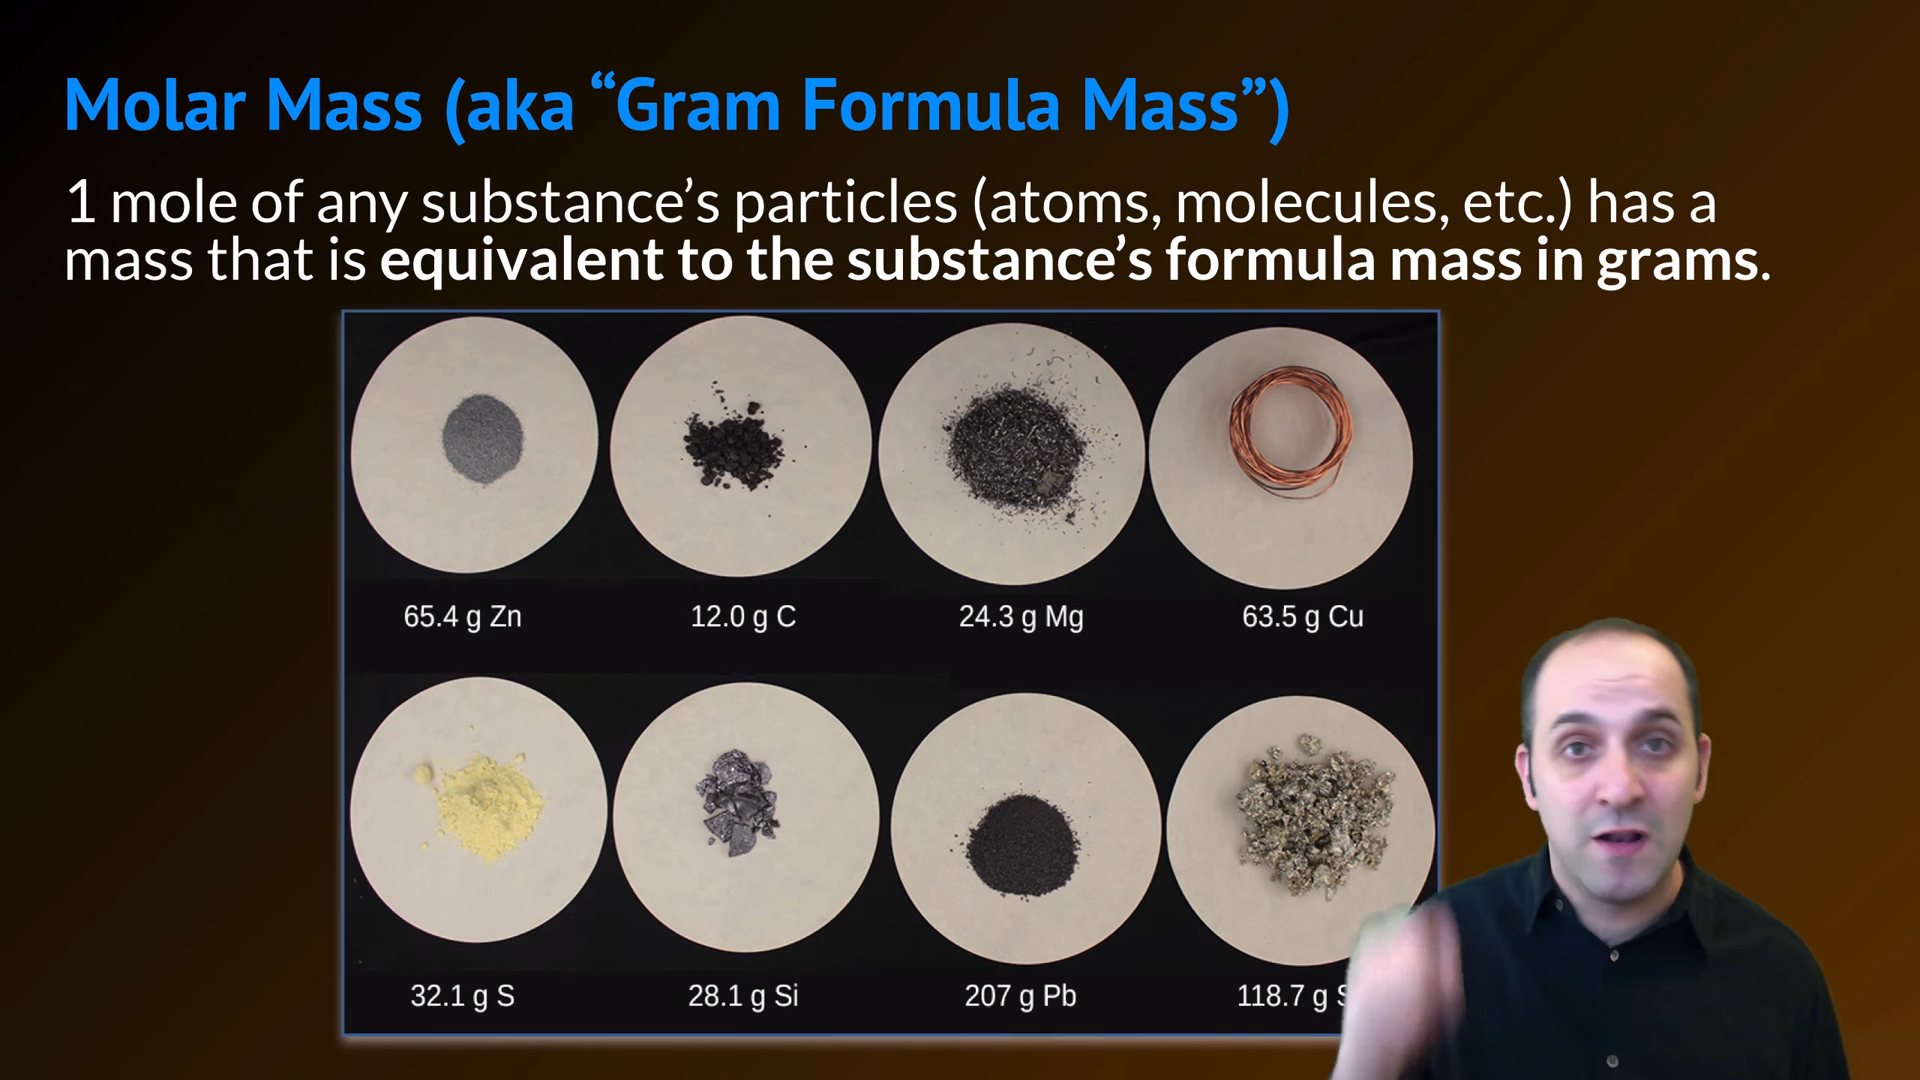 Molar Mass (aka “Gram Formula Mass”)
1 mole of any substance’s particles (atoms, molecules, etc.) has a
mass that is equivalent to the substance’s formula mass in grams.
65.4 g Zn
12.0 g C
24.3 g Mg
63.5 g Cu
32.1 g S
28.1 g Si
207 g Pb
118.7 g